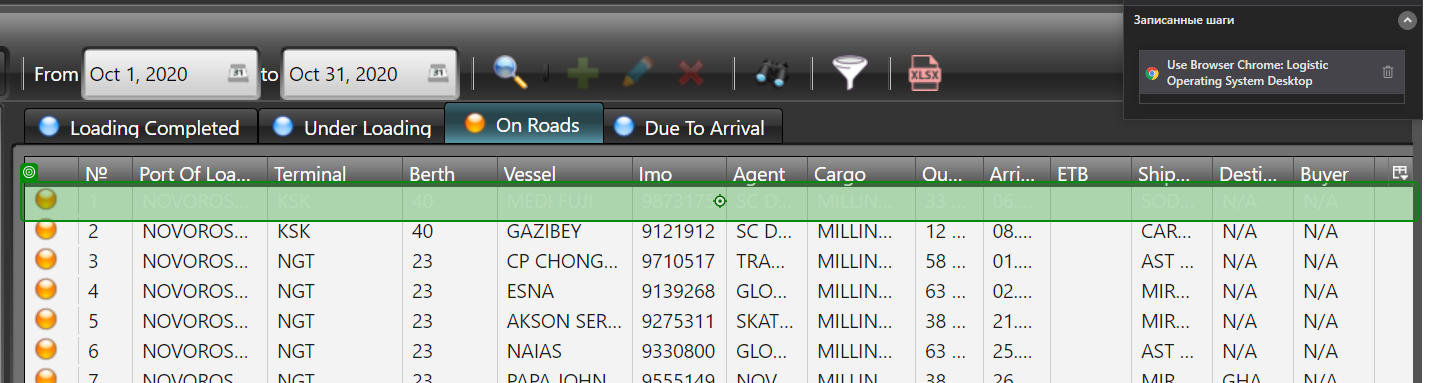 Записанные шаги
Use Browser Chrome: Logistic
Operating System Desktop
From Oct 1, 2020 31 to Oct 31, 2020 31 XLSX
Loading Completed Under Loading On Roads Due To Arrival
№ Port Of Loa... Terminal Berth Vessel Imo Agent Cargo Qu... Arri... ETB Ship... Desti... Buyer
1 NOVOROS... KSK 40 MEDI FUJI SC D... MILLIN... 33 ... 06.... SOD... N/A N/A
2 NOVOROS... KSK 40 GAZIBEY 9121912 SC D... MILLIN... 12 ... 08.... CAR... N/A N/A
3 NOVOROS... NGT 23 CP CHONG... 9710517 TRA... MILLIN... 58 ... 01.... AST ... N/A N/A
4 NOVOROS... NGT 23 ESNA 9139268 GLO... MILLIN... 63 ... 02.... MIR... N/A N/A
5 NOVOROS... NGT 23 AKSON SER... 9275311 SKAT... MILLIN... 38 ... 21.... MIR... N/A N/A
6 NOVOROS... NGT 23 NAIAS 9330800 GLO... MILLIN... 63 ... 25.... AST ... N/A N/A
7 NOVOROS... NGT 23 PAPA JOHN 9555149 NOV... MILLIN... 38 ... 26.... MIR... GHA... N/A